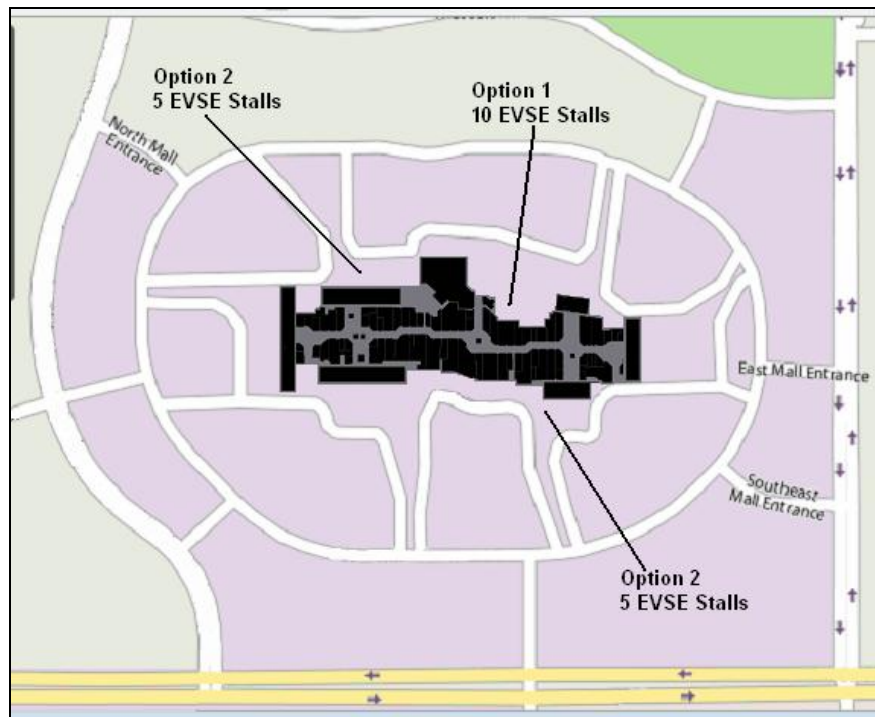 Option 2
5 EVSE Stalls
Option 1
10 EVSE Stalls
North Mall
Entrance
East Mall Entrance
Southeast
Mall Entrance
Option 2
5 EVSE Stalls